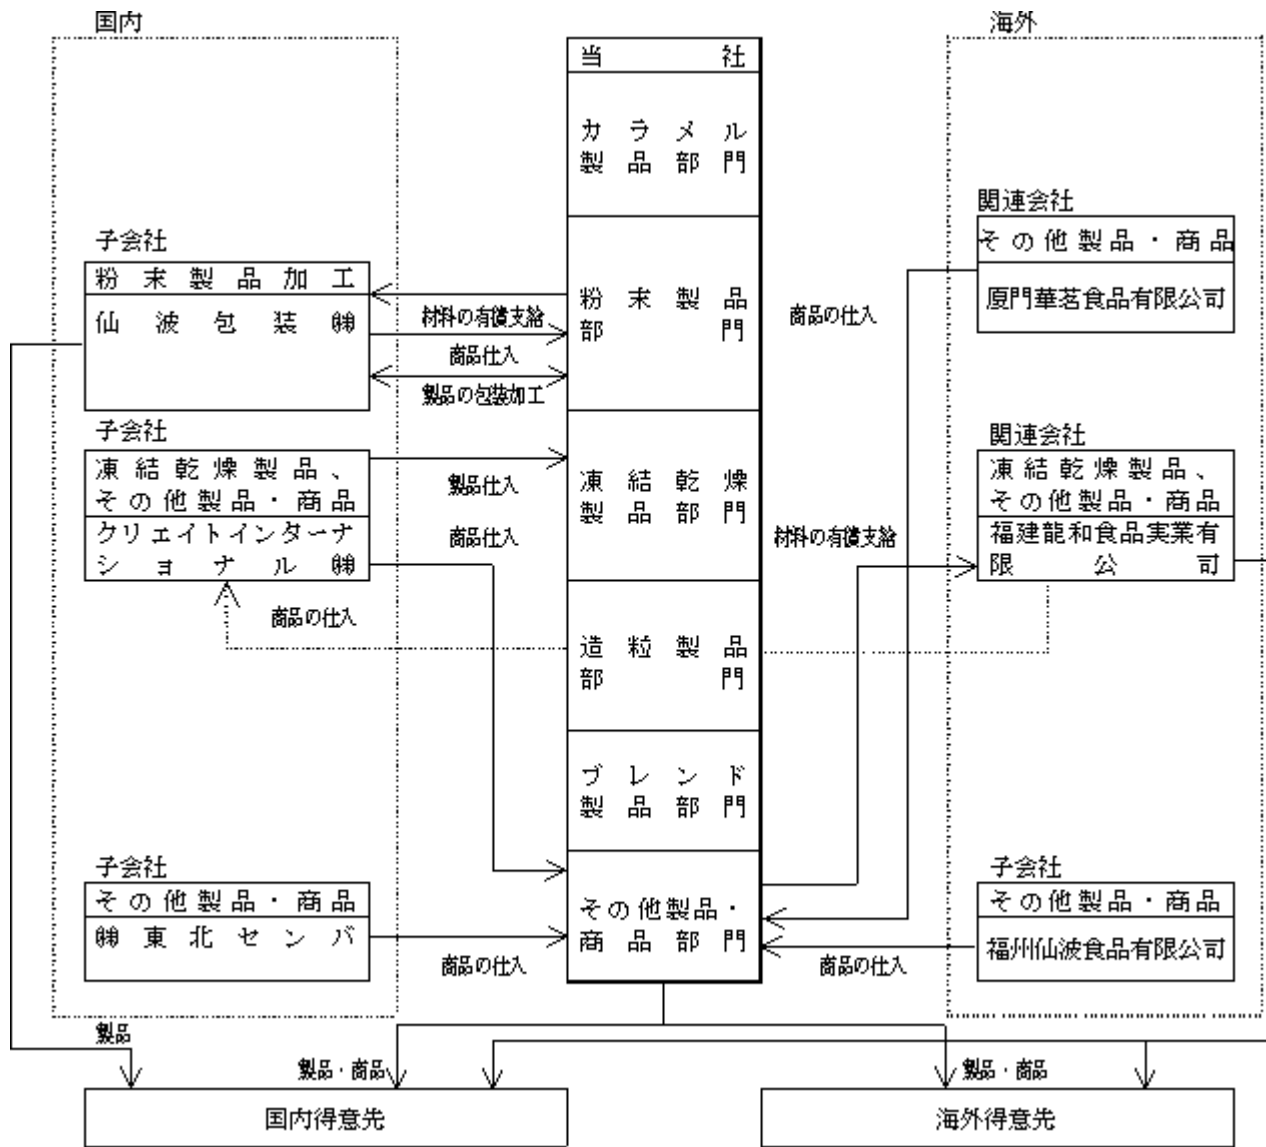 国内
海外
当社
カラメル
製品部門
関連会社
その他製品・商品
厦門華茗食品有限公司
子会社
粉末製品加工
仙波包装㈱
粉末製品
部門
材料の有償支給
商品仕入
製品の包装加工
商品の仕入
子会社
凍結乾燥製品、
その他製品・商品
クリエイトインターナ
ショナル㈱
製品仕入
商品仕入
凍結乾燥
製品部門
関連会社
凍結乾燥製品、
その他製品・商品
福建龍和食品実業有
限公司
材料の有償支給
商品の仕入
造粒製品
部門
ブレンド
製品部門
子会社
その他製品・商品
㈱東北センバ
商品の仕入
その他製品・
商品部門
子会社
その他製品・商品
福州仙波食品有限公司
商品の仕入
製品
製品・商品
製品・商品
国内得意先
海外得意先